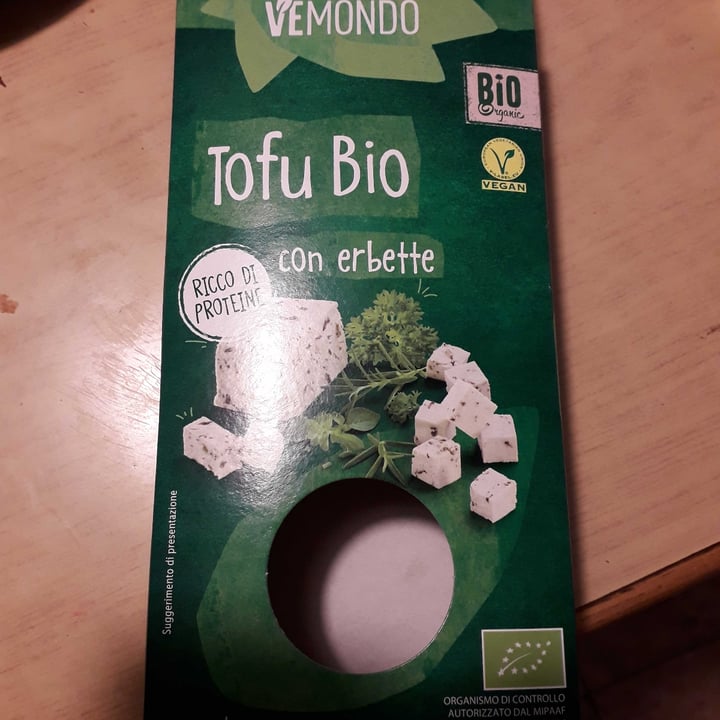 VEMONDO
BiO
Organic
Tofu Bio
VEGAN
con erbette
RICCO DI
PROTEINE
Suggerimento di presentazione
ORGANISMO DI CONTROLLO
AUTORIZZATO DAL MIPAAF